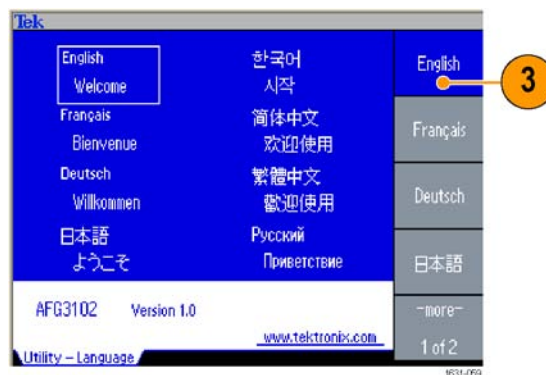 Tek
English
Welcome
Français
Bienvenue
Deutsch
Willkommen
日本語
ようこそ
한국어
시작
简体中文
欢迎使用
繁體中文
歡迎使用
Русский
Приветствие
AFG3102 Version 1.0
www.tektronix.com
Utility – Language
English
Français
Deutsch
日本語
-more-
1 of 2
3
1631-059